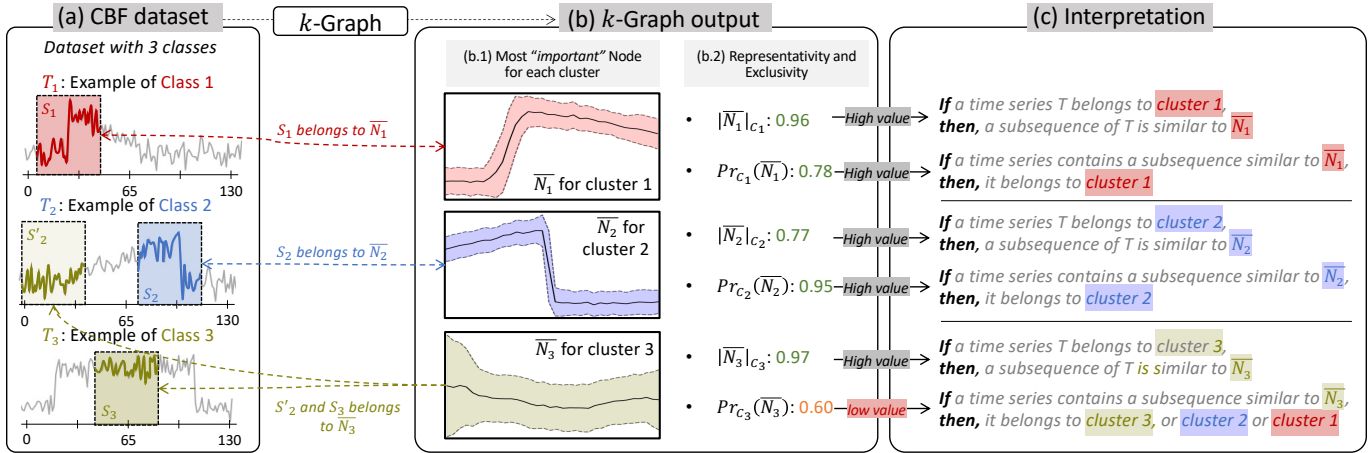 (a) CBF dataset
k-Graph
(b) k-Graph output
(c) Interpretation
Dataset with 3 classes
T₁: Example of Class 1
S₁
0 65 130
T₂: Example of Class 2
S'₂
S₂
0 65 130
T₃: Example of Class 3
S₃
0 65 130
S₁ belongs to N̅₁
S₂ belongs to N̅₂
S'₂ and S₃ belongs
to N̅₃
(b.1) Most “important” Node
for each cluster
N̅₁ for cluster 1
N̅₂ for
cluster 2
N̅₃ for cluster 3
(b.2) Representativity and
Exclusivity
• |N̅₁|_C₁: 0.96
High value
• Pr_C₁(N̅₁): 0.78
High value
• |N̅₂|_C₂: 0.77
High value
• Pr_C₂(N̅₂): 0.95
High value
• |N̅₃|_C₃: 0.97
High value
• Pr_C₃(N̅₃): 0.60
low value
If a time series T belongs to cluster 1,
then, a subsequence of T is similar to N̅₁
If a time series contains a subsequence similar to N̅₁,
then, it belongs to cluster 1
If a time series T belongs to cluster 2,
then, a subsequence of T is similar to N̅₂
If a time series contains a subsequence similar to N̅₂,
then, it belongs to cluster 2
If a time series T belongs to cluster 3,
then, a subsequence of T is similar to N̅₃
If a time series contains a subsequence similar to N̅₃,
then, it belongs to cluster 3, or cluster 2 or cluster 1